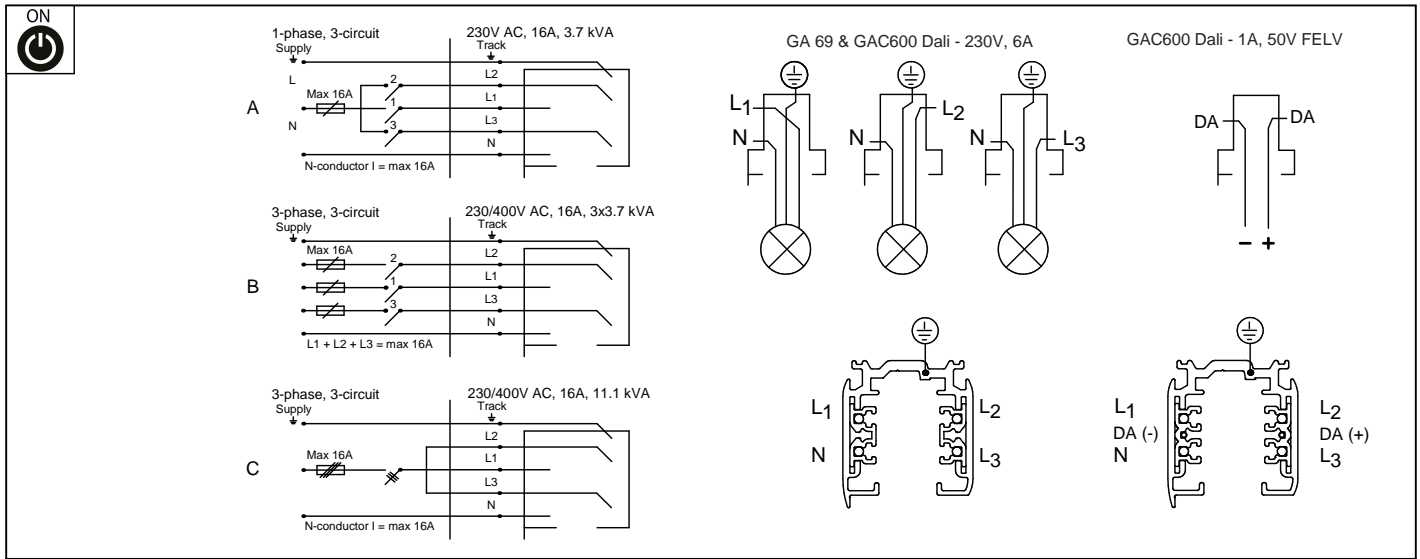 ON
1-phase, 3-circuit
230V AC, 16A, 3.7 kVA
Supply
Track
L
Max 16A
N
A
2
1
3
L2
L1
L3
N
N-conductor I = max 16A
3-phase, 3-circuit
230/400V AC, 16A, 3x3.7 kVA
Supply
Track
Max 16A
B
2
1
3
L2
L1
L3
N
L1 + L2 + L3 = max 16A
3-phase, 3-circuit
230/400V AC, 16A, 11.1 kVA
Supply
Track
Max 16A
C
L2
L1
L3
N
N-conductor I = max 16A
GA 69 & GAC600 Dali - 230V, 6A
L1
N
N
L2
N
L3
GAC600 Dali - 1A, 50V FELV
DA
DA
- +
L1
L2
N
L3
L1
L2
DA (-)
DA (+)
N
L3